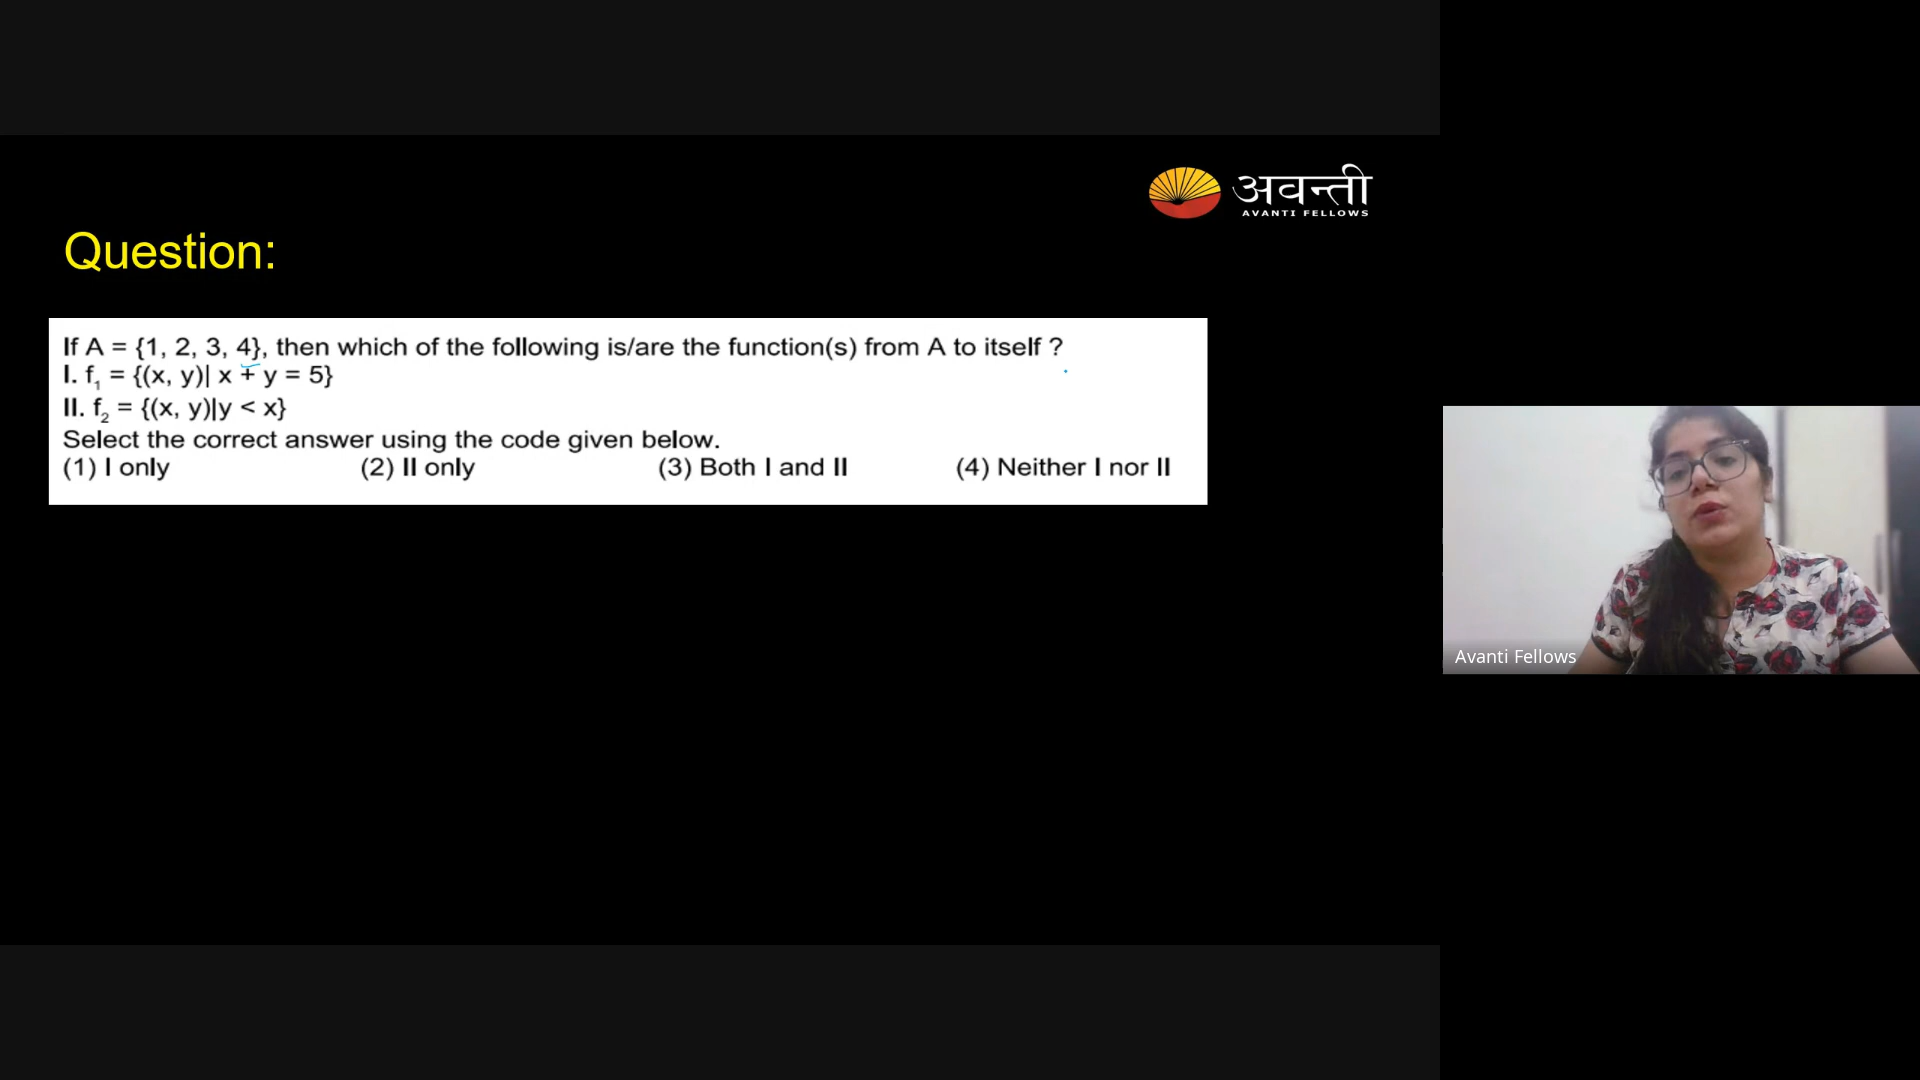 अवन्ती
AVANTI FELLOWS
Question:
If A = {1, 2, 3, 4}, then which of the following is/are the function(s) from A to itself ?
I. f₁ = {(x, y)| x + y = 5}
II. f₂ = {(x, y)|y < x}
Select the correct answer using the code given below.
(1) I only (2) II only (3) Both I and II (4) Neither I nor II
Avanti Fellows